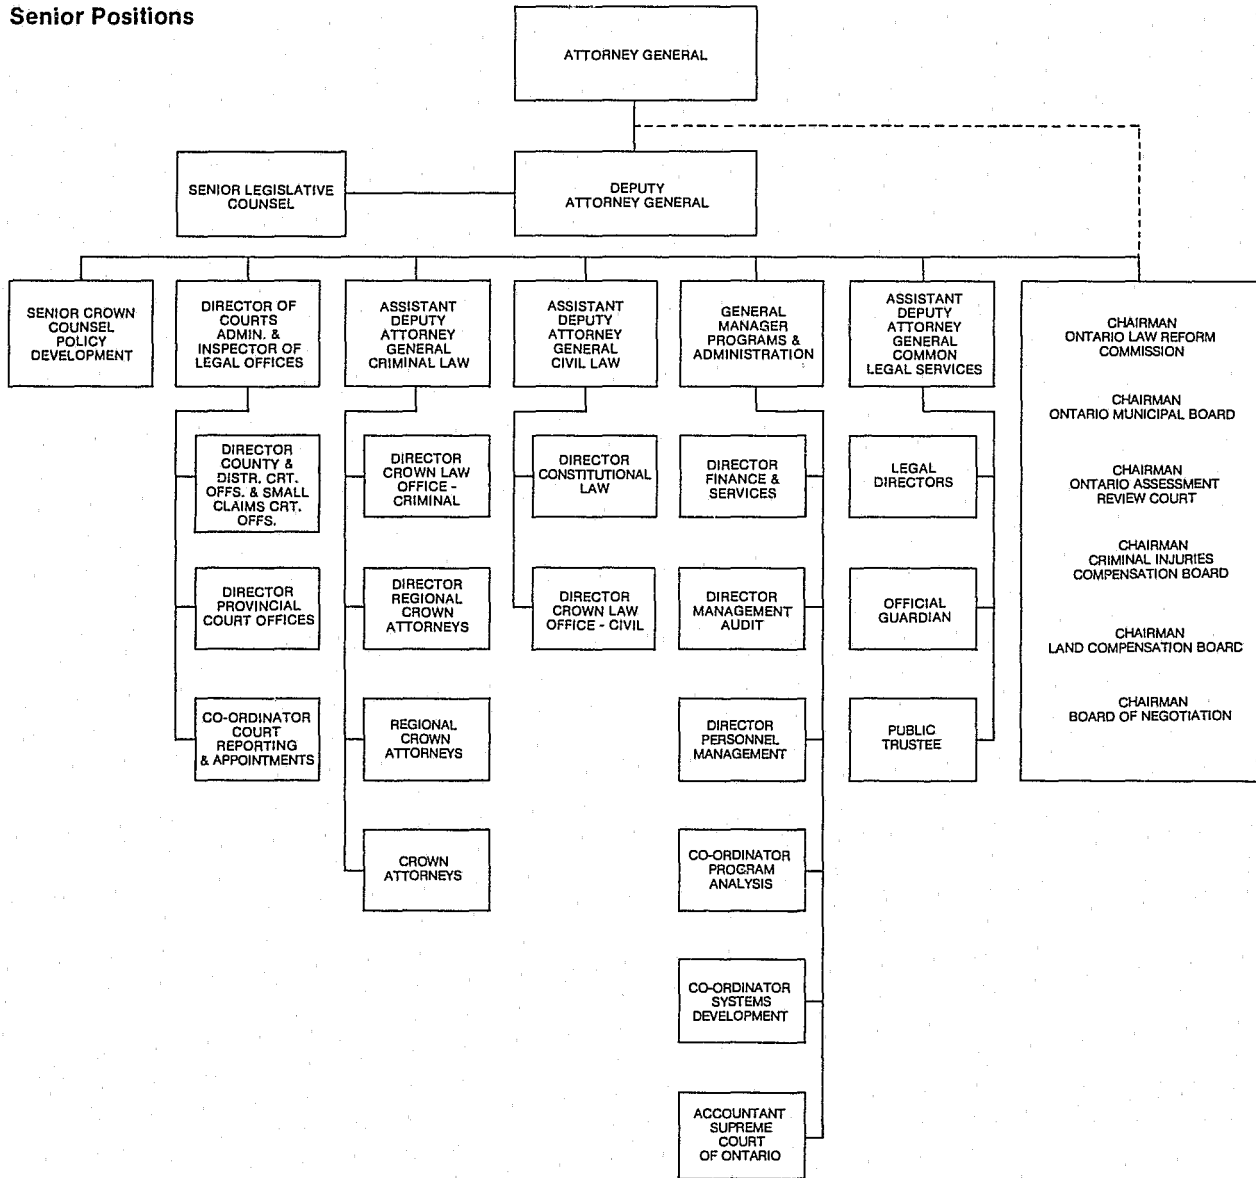 Senior Positions
ATTORNEY GENERAL
SENIOR LEGISLATIVE
COUNSEL
DEPUTY
ATTORNEY GENERAL
SENIOR CROWN
COUNSEL
POLICY
DEVELOPMENT
DIRECTOR OF
COURTS
ADMIN. &
INSPECTOR OF
LEGAL OFFICES
ASSISTANT
DEPUTY
ATTORNEY
GENERAL
CRIMINAL LAW
ASSISTANT
DEPUTY
ATTORNEY
GENERAL
CIVIL LAW
GENERAL
MANAGER
PROGRAMS &
ADMINISTRATION
ASSISTANT
DEPUTY
ATTORNEY
GENERAL
COMMON
LEGAL SERVICES
CHAIRMAN
ONTARIO LAW REFORM
COMMISSION
CHAIRMAN
ONTARIO MUNICIPAL BOARD
CHAIRMAN
ONTARIO ASSESSMENT
REVIEW COURT
CHAIRMAN
CRIMINAL INJURIES
COMPENSATION BOARD
CHAIRMAN
LAND COMPENSATION BOARD
CHAIRMAN
BOARD OF NEGOTIATION
DIRECTOR
COUNTY &
DISTR. CRT.
OFFS. & SMALL
CLAIMS CRT.
OFFS.
DIRECTOR
CROWN LAW
OFFICE -
CRIMINAL
DIRECTOR
CONSTITUTIONAL
LAW
DIRECTOR
FINANCE &
SERVICES
LEGAL
DIRECTORS
DIRECTOR
PROVINCIAL
COURT OFFICES
DIRECTOR
REGIONAL
CROWN
ATTORNEYS
DIRECTOR
CROWN LAW
OFFICE - CIVIL
DIRECTOR
MANAGEMENT
AUDIT
OFFICIAL
GUARDIAN
CO-ORDINATOR
COURT
REPORTING
& APPOINTMENTS
REGIONAL
CROWN
ATTORNEYS
DIRECTOR
PERSONNEL
MANAGEMENT
PUBLIC
TRUSTEE
CROWN
ATTORNEYS
CO-ORDINATOR
PROGRAM
ANALYSIS
CO-ORDINATOR
SYSTEMS
DEVELOPMENT
ACCOUNTANT
SUPREME
COURT
OF ONTARIO